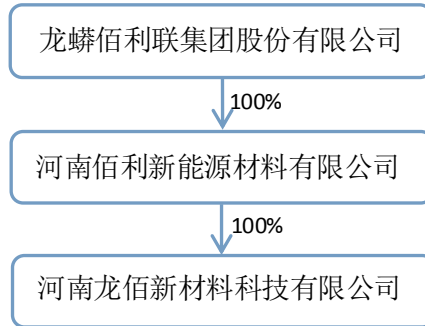 龙蟒佰利联集团股份有限公司
100%
河南佰利新能源材料有限公司
100%
河南龙佰新材料科技有限公司